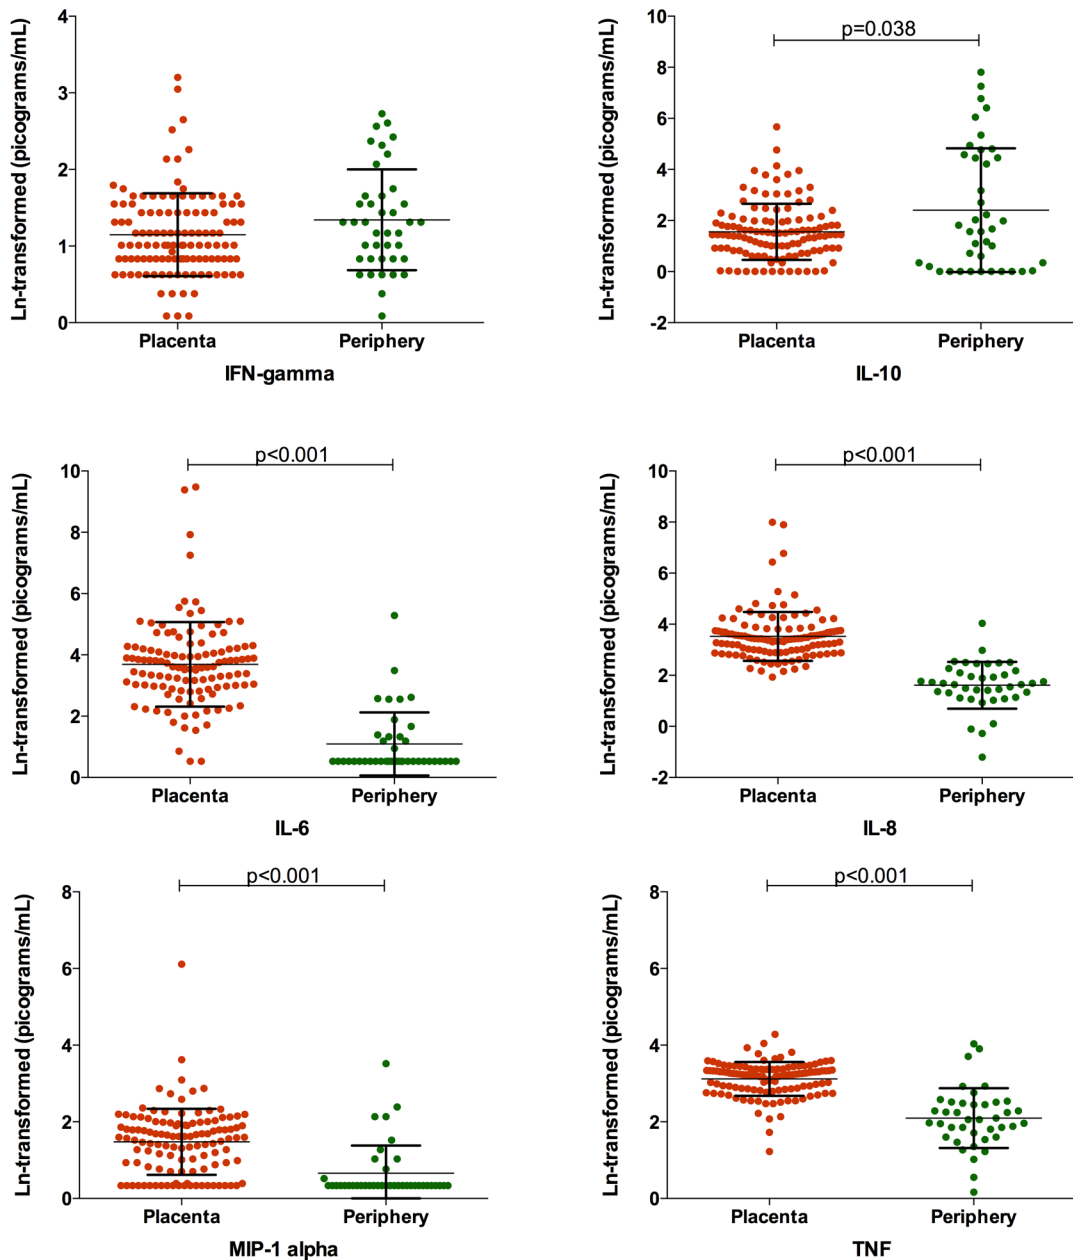 Ln-transformed (picograms/mL)
4
3
2
1
0
Placenta
Periphery
IFN-gamma
Ln-transformed (picograms/mL)
p=0.038
10
8
6
4
2
0
-2
Placenta
Periphery
IL-10
Ln-transformed (picograms/mL)
p<0.001
10
8
6
4
2
0
Placenta
Periphery
IL-6
Ln-transformed (picograms/mL)
p<0.001
10
8
6
4
2
0
-2
Placenta
Periphery
IL-8
Ln-transformed (picograms/mL)
p<0.001
8
6
4
2
0
Placenta
Periphery
MIP-1 alpha
Ln-transformed (picograms/mL)
p<0.001
8
6
4
2
0
Placenta
Periphery
TNF